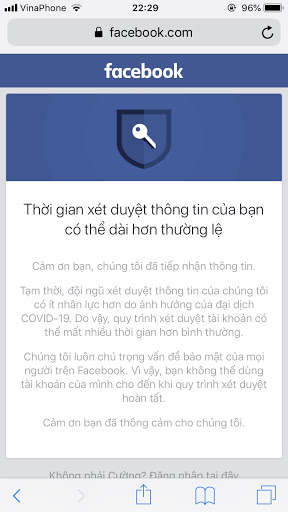 VinaPhone 22:29 96%
facebook.com
facebook
Thời gian xét duyệt thông tin của bạn
có thể dài hơn thường lệ
Cảm ơn bạn, chúng tôi đã tiếp nhận thông tin.
Tạm thời, đội ngũ xét duyệt thông tin của chúng tôi
có ít nhân lực hơn do ảnh hưởng của đại dịch
COVID-19. Do vậy, quy trình xét duyệt tài khoản có
thể mất nhiều thời gian hơn bình thường.
Chúng tôi luôn chú trọng vấn đề bảo mật của mọi
người trên Facebook. Vì vậy, bạn không thể dùng
tài khoản của mình cho đến khi quy trình xét duyệt
hoàn tất.
Cảm ơn bạn đã thông cảm cho chúng tôi.
Không phải Cường? Đăng nhập tại đây